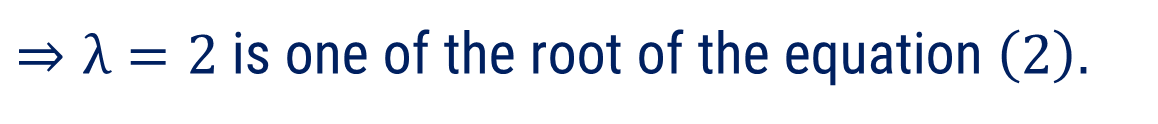 ⇒ λ = 2 is one of the root of the equation (2).